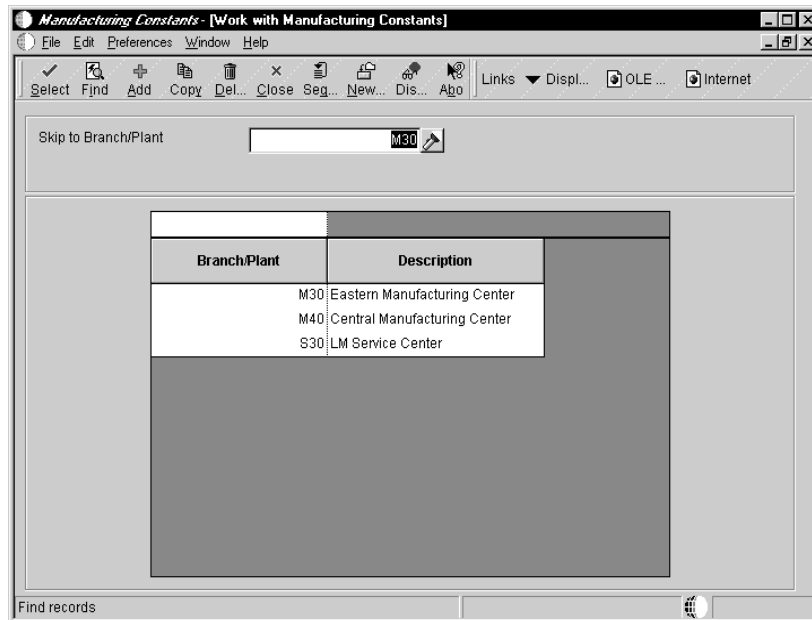 Manufacturing Constants - [Work with Manufacturing Constants]
File Edit Preferences Window Help
Select Find Add Copy Del... Close Seq... New... Dis... Abo Links Displ... OLE ... Internet
Skip to Branch/Plant M30
Branch/Plant Description
M30 Eastern Manufacturing Center
M40 Central Manufacturing Center
S30 LM Service Center
Find records